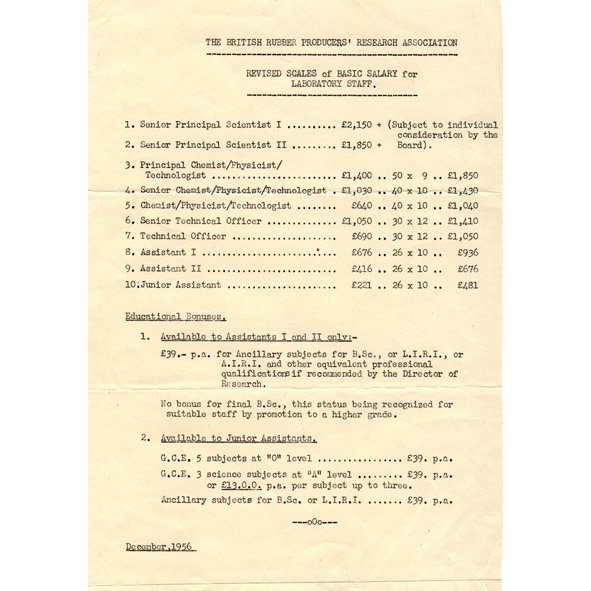 THE BRITISH RUBBER PRODUCERS' RESEARCH ASSOCIATION
REVISED SCALES of BASIC SALARY for
LABORATORY STAFF.
1. Senior Principal Scientist I .......... £2,150 + (Subject to individual
consideration by the
2. Senior Principal Scientist II ......... £1,850 + Board).
3. Principal Chemist/Physicist/
Technologist ...................... £1,400 .. 50 x 9 .. £1,850
4. Senior Chemist/Physicist/Technologist . £1,030 .. 40 x 10 .. £1,430
5. Chemist/Physicist/Technologist ........ £640 .. 40 x 10 .. £1,040
6. Senior Technical Officer .............. £1,050 .. 30 x 12 .. £1,410
7. Technical Officer ..................... £690 .. 30 x 12 .. £1,050
8. Assistant I ........................... £676 .. 26 x 10 .. £936
9. Assistant II .......................... £416 .. 26 x 10 .. £676
10.Junior Assistant ...................... £221 .. 26 x 10 .. £481
Educational Bonuses.
1. Available to Assistants I and II only:-
£39.- p.a. for Ancillary subjects for B.Sc., or L.I.R.I., or
A.I.R.I. and other equivalent professional
qualifications if recommended by the Director of
Research.
No bonus for final B.Sc., this status being recognized for
suitable staff by promotion to a higher grade.
2. Available to Junior Assistants.
G.C.E. 5 subjects at "O" level ................. £39. p.a.
G.C.E. 3 science subjects at "A" level ......... £39. p.a.
or £13.0.0. p.a. per subject up to three.
Ancillary subjects for B.Sc. or L.I.R.I. ....... £39. p.a.
---oOo---
December.1956